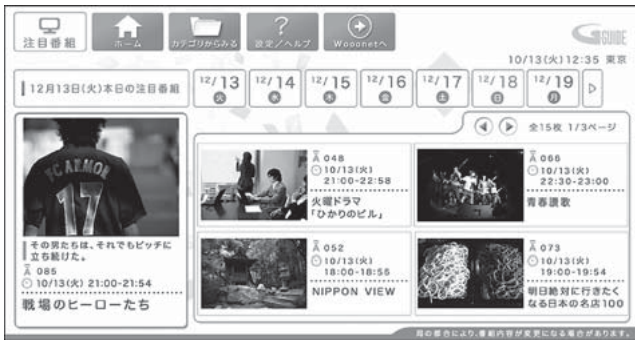 注目番組
ホーム
カテゴリからみる
設定／ヘルプ
Wooonetへ
GGUIDE
10/13(火)12:35 東京
12月13日(火)本日の注目番組
12/13 火
12/14 水
12/15 木
12/16 金
12/17 土
12/18 日
12/19 月
全15枚 1/3ページ
FC AEMON
17
その男たちは、それでもピッチに
立ち続けた。
085
10/13(火) 21:00-21:54
戦場のヒーローたち
048
10/13(火)
21:00-22:58
火曜ドラマ
「ひかりのビル」
066
10/13(火)
22:30-23:00
青春讃歌
052
10/13(火)
18:00-18:56
NIPPON VIEW
073
10/13(火)
19:00-19:54
明日絶対に行きたく
なる日本の名店100
局の都合により、番組内容が変更になる場合があります。